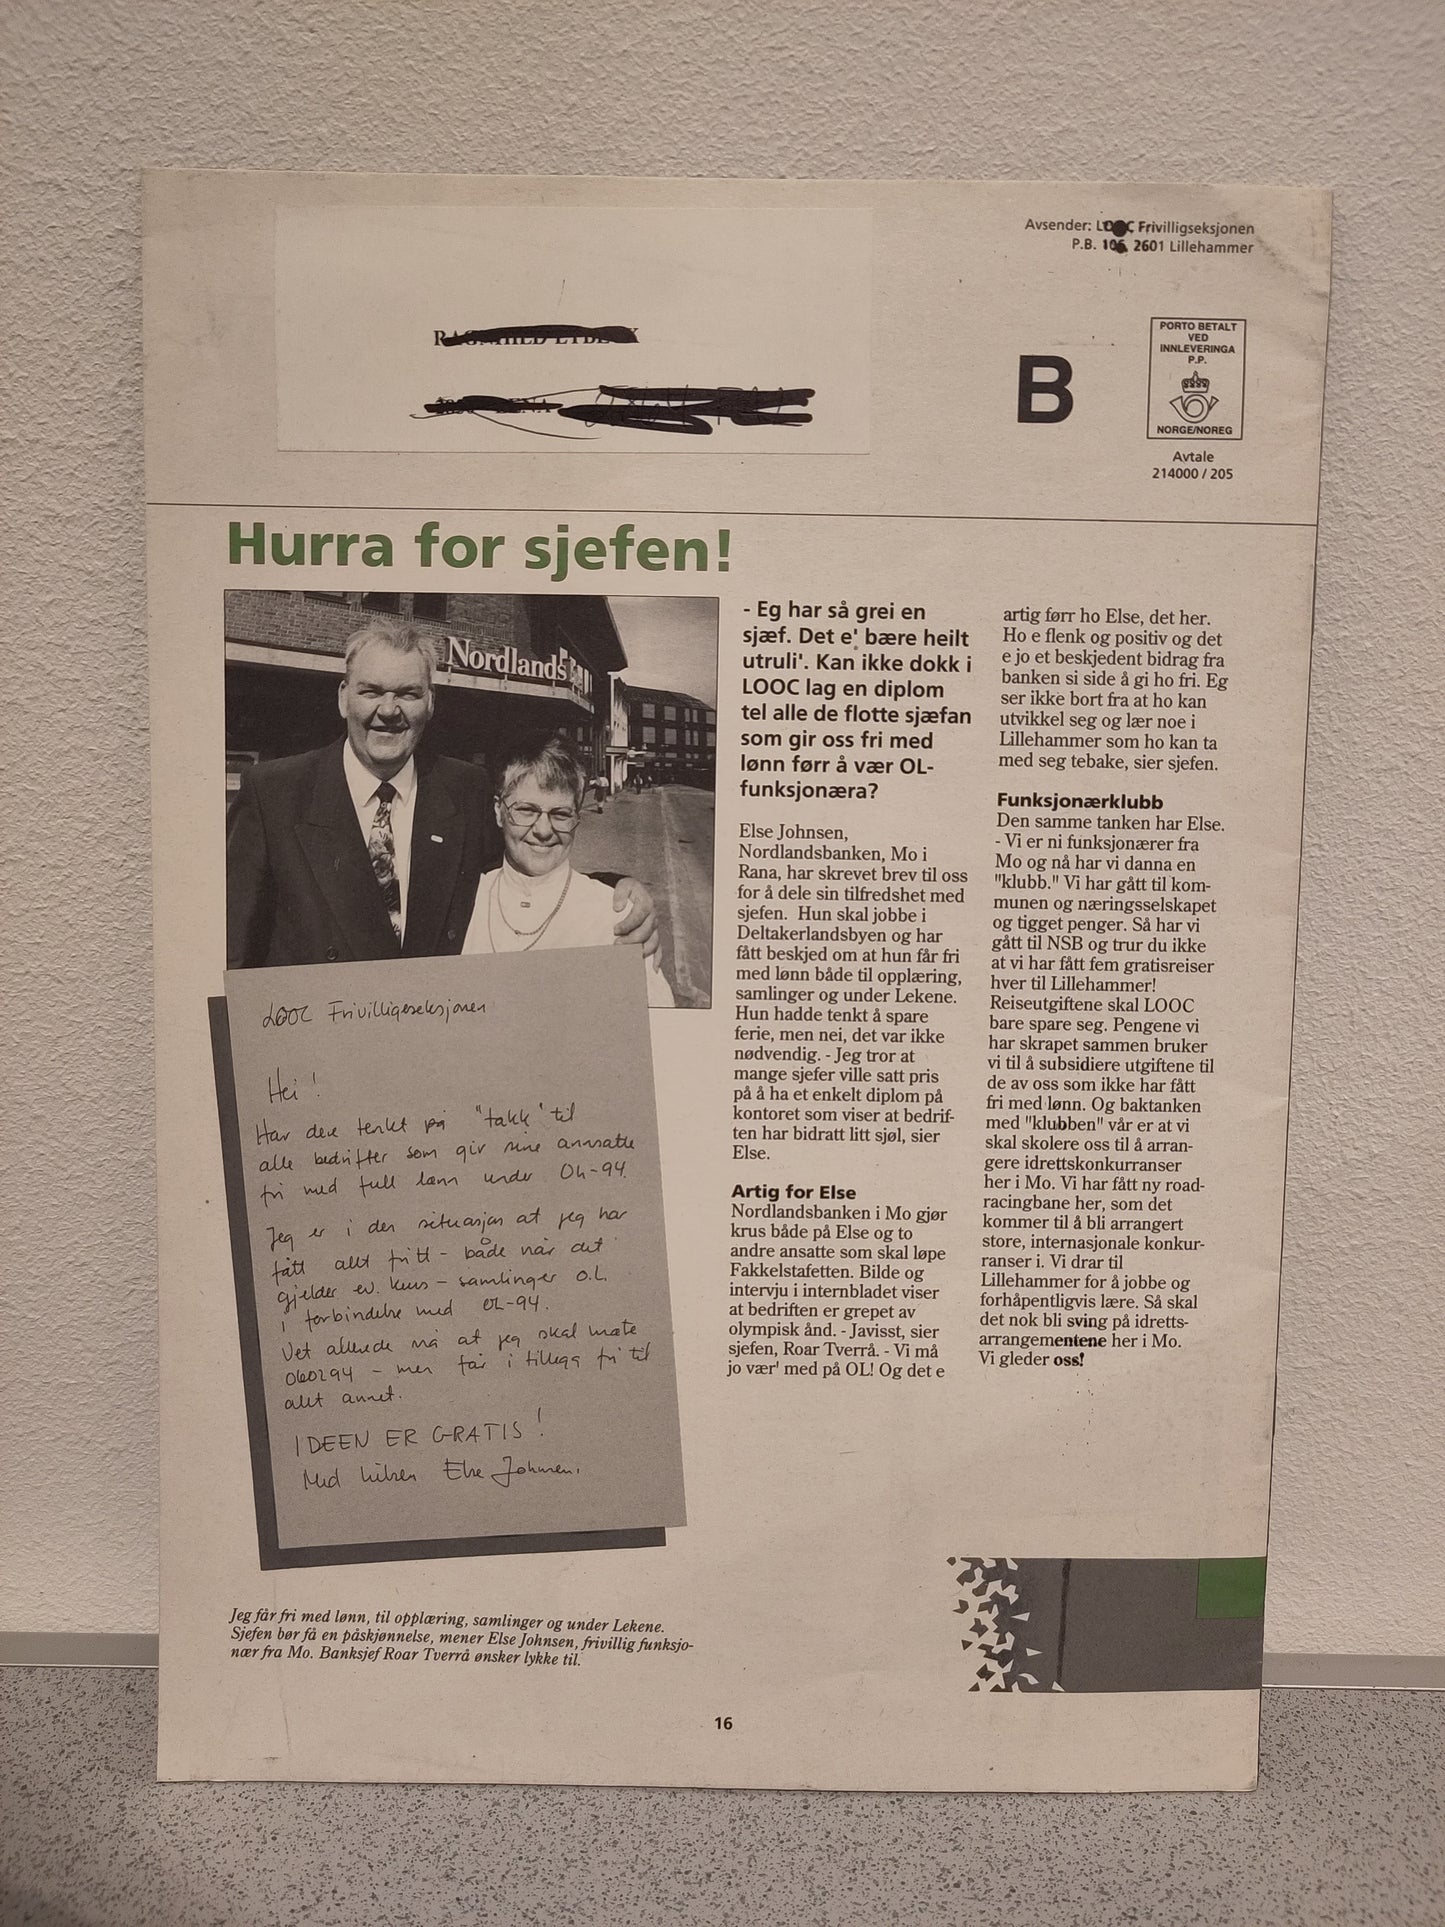 Avsender: LOOC Frivilligseksjonen
P.B. 106, 2601 Lillehammer
B
PORTO BETALT
VED
INNLEVERINGA
P.P.
NORGE/NOREG
Avtale
214000 / 205
Hurra for sjefen!
Nordlands
LOOC Frivilligseksjonen
Hei!
Har dere tenkt på "takk" til
alle bedrifter som gir sine ansatte
fri med full lønn under OL-94.
Jeg er i den situasjon at jeg har
fått alt fritt - både når det
gjelder ev. kurs - samlinger o.l.
i forbindelse med OL-94.
Vet allerede nå at jeg skal møte
060294 - men får i tillegg fri til
alt annet.
IDEEN ER GRATIS!
Med hilsen Else Johnsen.
Jeg får fri med lønn, til opplæring, samlinger og under Lekene.
Sjefen bør få en påskjønnelse, mener Else Johnsen, frivillig funksjo-
nær fra Mo. Banksjef Roar Tverrå ønsker lykke til.
- Eg har så grei en
sjæf. Det e' bære heilt
utruli'. Kan ikke dokk i
LOOC lag en diplom
tel alle de flotte sjæfan
som gir oss fri med
lønn førr å vær OL-
funksjonæra?
Else Johnsen,
Nordlandsbanken, Mo i
Rana, har skrevet brev til oss
for å dele sin tilfredshet med
sjefen. Hun skal jobbe i
Deltakerlandsbyen og har
fått beskjed om at hun får fri
med lønn både til opplæring,
samlinger og under Lekene.
Hun hadde tenkt å spare
ferie, men nei, det var ikke
nødvendig. - Jeg tror at
mange sjefer ville satt pris
på å ha et enkelt diplom på
kontoret som viser at bedrif-
ten har bidratt litt sjøl, sier
Else.
Artig for Else
Nordlandsbanken i Mo gjør
krus både på Else og to
andre ansatte som skal løpe
Fakkelstafetten. Bilde og
intervju i internbladet viser
at bedriften er grepet av
olympisk ånd. - Javisst, sier
sjefen, Roar Tverrå. - Vi må
jo vær' med på OL! Og det e
artig førr ho Else, det her.
Ho e flenk og positiv og det
e jo et beskjedent bidrag fra
banken si side å gi ho fri. Eg
ser ikke bort fra at ho kan
utvikkel seg og lær noe i
Lillehammer som ho kan ta
med seg tebake, sier sjefen.
Funksjonærklubb
Den samme tanken har Else.
- Vi er ni funksjonærer fra
Mo og nå har vi danna en
"klubb." Vi har gått til kom-
munen og næringsselskapet
og tigget penger. Så har vi
gått til NSB og trur du ikke
at vi har fått fem gratisreiser
hver til Lillehammer!
Reiseutgiftene skal LOOC
bare spare seg. Pengene vi
har skrapet sammen bruker
vi til å subsidiere utgiftene til
de av oss som ikke har fått
fri med lønn. Og baktanken
med "klubben" vår er at vi
skal skolere oss til å arran-
gere idrettskonkurranser
her i Mo. Vi har fått ny road-
racingbane her, som det
kommer til å bli arrangert
store, internasjonale konkur-
ranser i. Vi drar til
Lillehammer for å jobbe og
forhåpentligvis lære. Så skal
det nok bli sving på idretts-
arrangementene her i Mo.
Vi gleder oss!
16